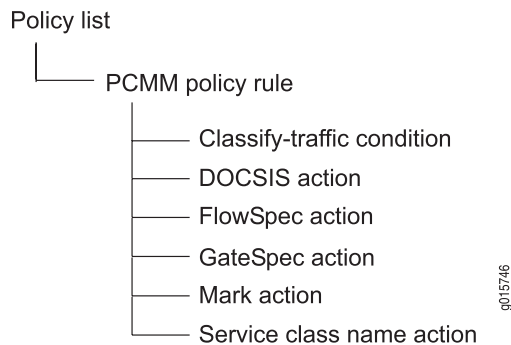 Policy list
PCMM policy rule
Classify-traffic condition
DOCSIS action
FlowSpec action
GateSpec action
Mark action
Service class name action
g015746